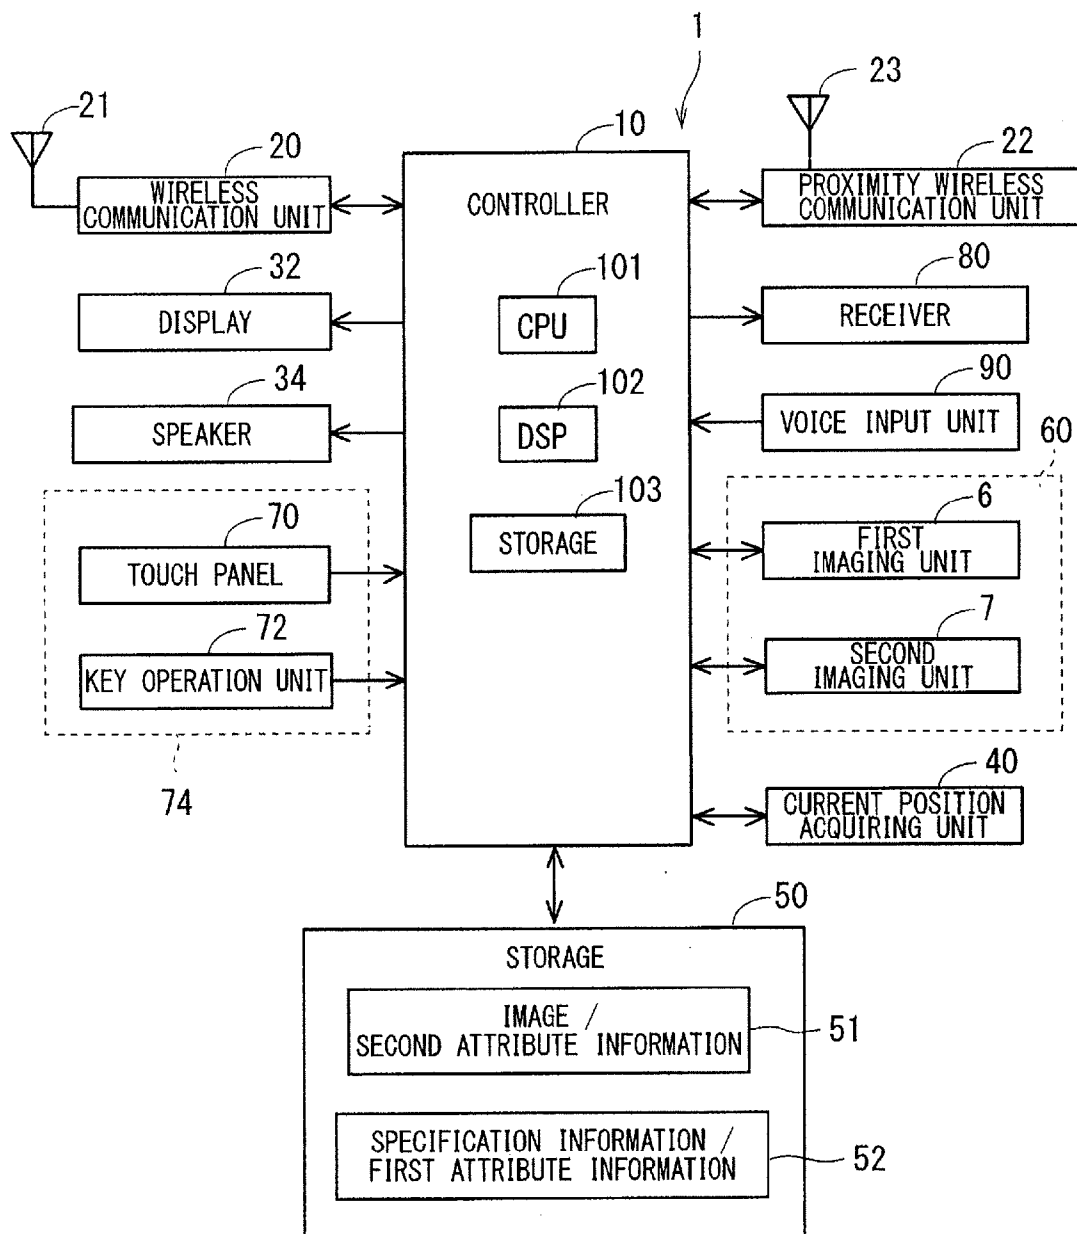 1
21
23
20
10
22
WIRELESS
COMMUNICATION UNIT
CONTROLLER
PROXIMITY WIRELESS
COMMUNICATION UNIT
32
101
80
DISPLAY
CPU
RECEIVER
34
102
90
SPEAKER
DSP
VOICE INPUT UNIT
60
70
103
6
TOUCH PANEL
STORAGE
FIRST
IMAGING UNIT
72
7
KEY OPERATION UNIT
SECOND
IMAGING UNIT
74
40
CURRENT POSITION
ACQUIRING UNIT
50
STORAGE
IMAGE /
SECOND ATTRIBUTE INFORMATION
51
SPECIFICATION INFORMATION /
FIRST ATTRIBUTE INFORMATION
52